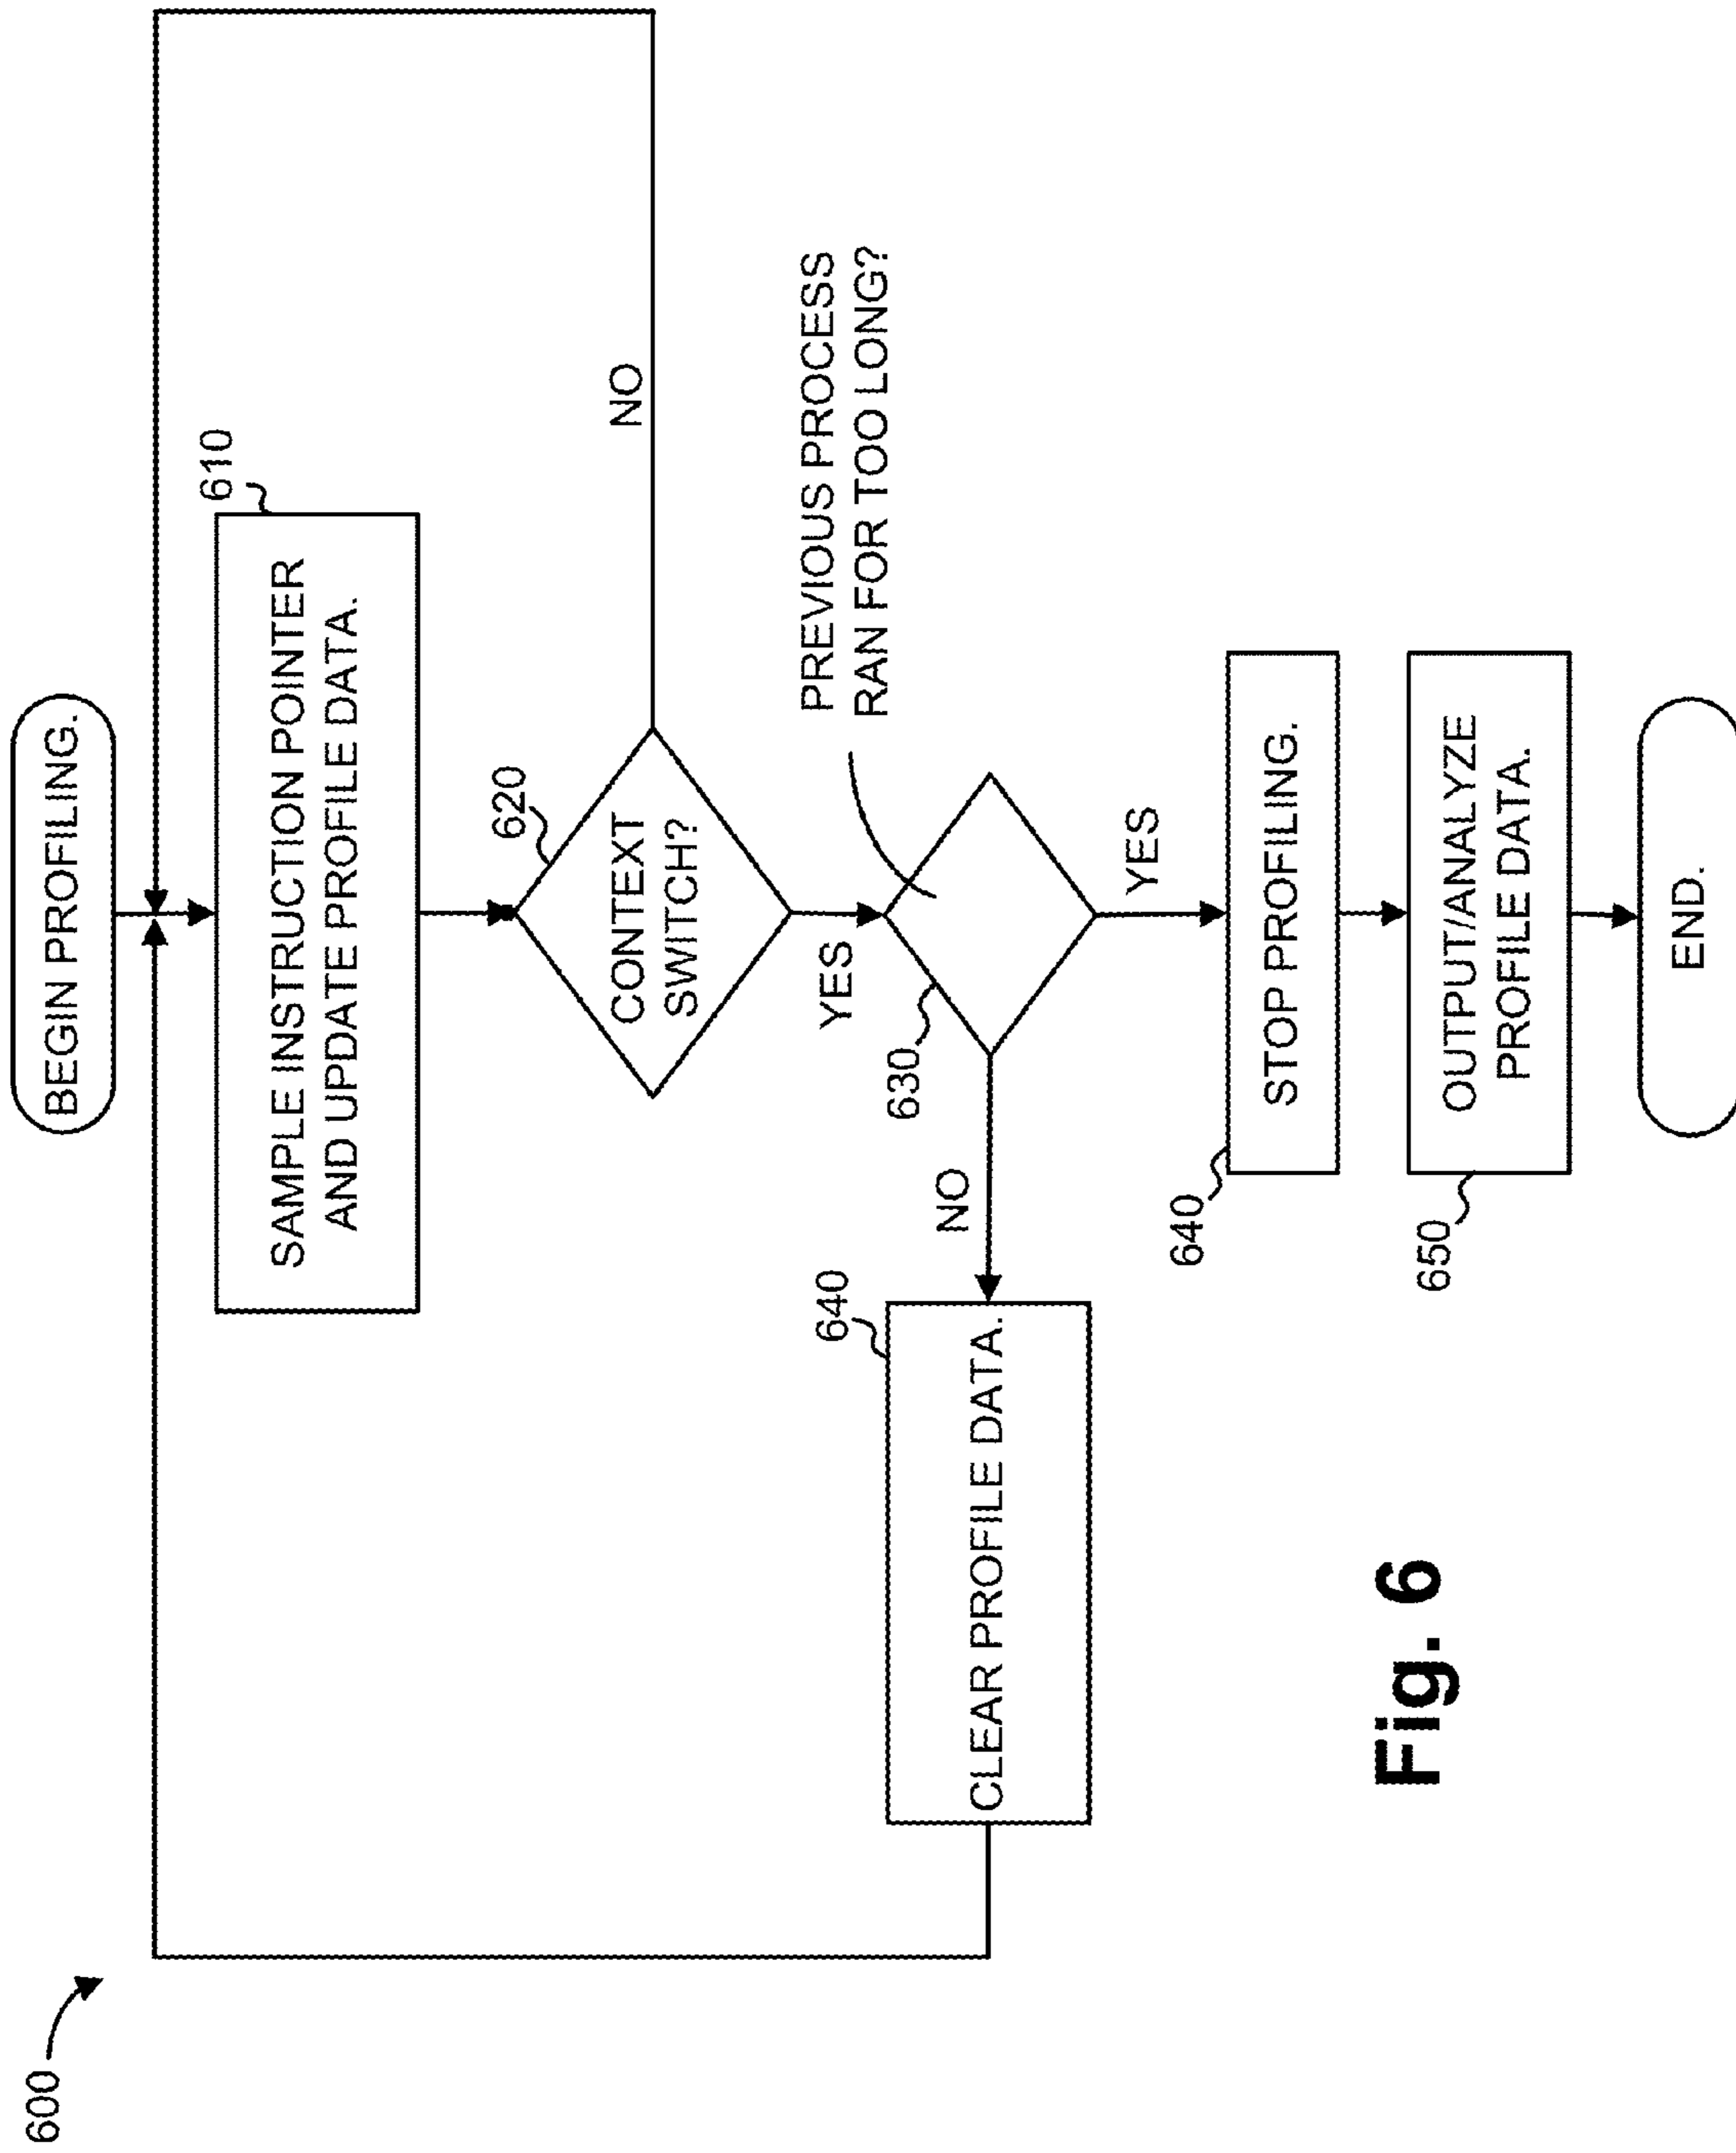 600
BEGIN PROFILING.
610
SAMPLE INSTRUCTION POINTER
AND UPDATE PROFILE DATA.
620
CONTEXT
SWITCH?
NO
YES
PREVIOUS PROCESS
RAN FOR TOO LONG?
630
NO
640
CLEAR PROFILE DATA.
YES
640
STOP PROFILING.
650
OUTPUT/ANALYZE
PROFILE DATA.
END.
Fig. 6